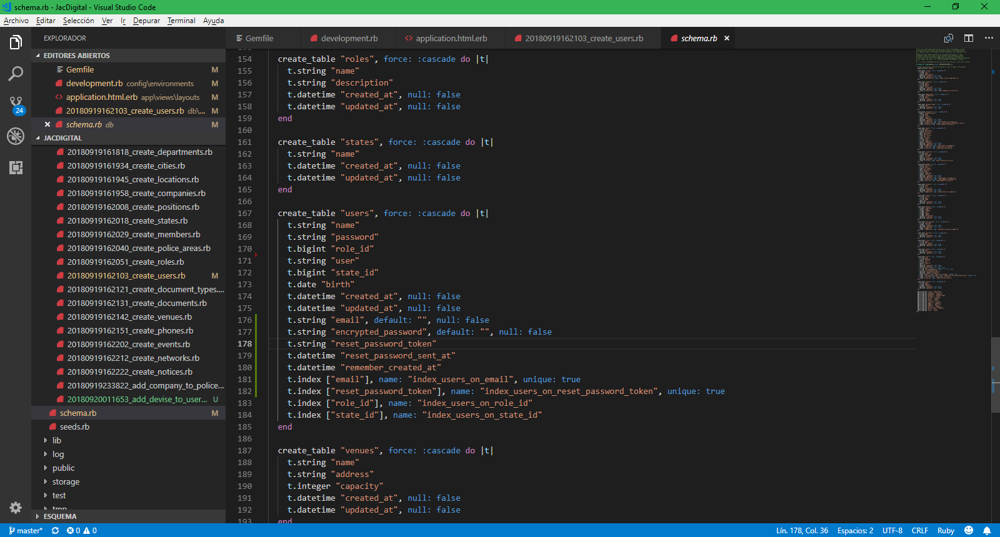 schema.rb - JacDigital - Visual Studio Code
Archivo Editar Selección Ver Ir Depurar Terminal Ayuda
EXPLORADOR
EDITORES ABIERTOS
Gemfile M
development.rb config\environments M
application.html.erb app\views\layouts M
20180919162103_create_users.rb db\... M
schema.rb db M
JACDIGITAL
20180919161818_create_departments.rb
20180919161934_create_cities.rb
20180919161945_create_locations.rb
20180919161958_create_companies.rb
20180919162008_create_positions.rb
20180919162018_create_states.rb
20180919162029_create_members.rb
20180919162040_create_police_areas.rb
20180919162051_create_roles.rb
20180919162103_create_users.rb M
20180919162121_create_document_types....
20180919162131_create_documents.rb
20180919162142_create_venues.rb
20180919162151_create_phones.rb
20180919162202_create_events.rb
20180919162212_create_networks.rb
20180919162222_create_notices.rb
20180919233822_add_company_to_police...
20180920011653_add_devise_to_user... U
schema.rb M
seeds.rb
lib
log
public
storage
test
tmp
ESQUEMA
24
Gemfile development.rb application.html.erb 20180919162103_create_users.rb schema.rb
153
154 create_table "roles", force: :cascade do |t|
155 t.string "name"
156 t.string "description"
157 t.datetime "created_at", null: false
158 t.datetime "updated_at", null: false
159 end
160
161 create_table "states", force: :cascade do |t|
162 t.string "name"
163 t.datetime "created_at", null: false
164 t.datetime "updated_at", null: false
165 end
166
167 create_table "users", force: :cascade do |t|
168 t.string "name"
169 t.string "password"
170 t.bigint "role_id"
171 t.string "user"
172 t.bigint "state_id"
173 t.date "birth"
174 t.datetime "created_at", null: false
175 t.datetime "updated_at", null: false
176 t.string "email", default: "", null: false
177 t.string "encrypted_password", default: "", null: false
178 t.string "reset_password_token"
179 t.datetime "reset_password_sent_at"
180 t.datetime "remember_created_at"
181 t.index ["email"], name: "index_users_on_email", unique: true
182 t.index ["reset_password_token"], name: "index_users_on_reset_password_token", unique: true
183 t.index ["role_id"], name: "index_users_on_role_id"
184 t.index ["state_id"], name: "index_users_on_state_id"
185 end
186
187 create_table "venues", force: :cascade do |t|
188 t.string "name"
189 t.string "address"
190 t.integer "capacity"
191 t.datetime "created_at", null: false
192 t.datetime "updated_at", null: false
193 end
master* 0 0 Lín. 178, Col. 36 Espacios: 2 UTF-8 CRLF Ruby